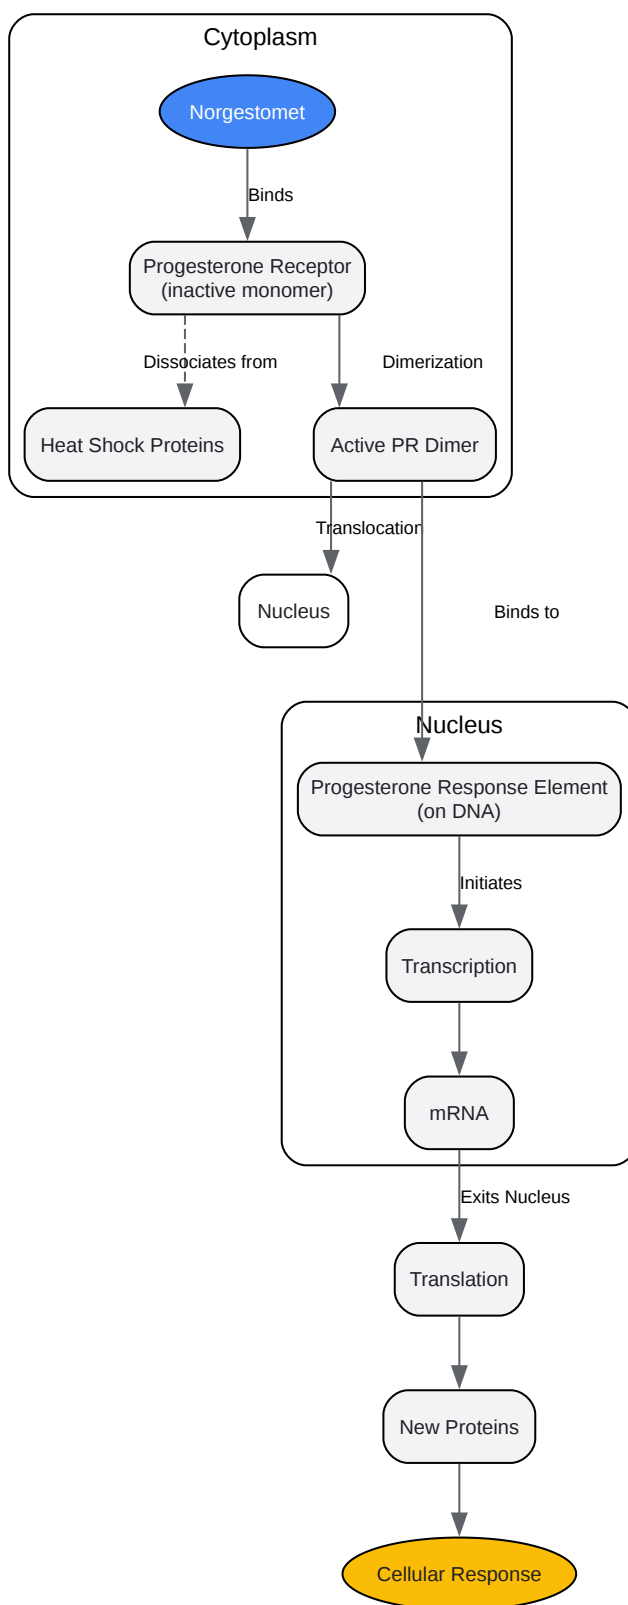 Cytoplasm
Norgestomet
Binds
Progesterone Receptor
(inactive monomer)
Dissociates from
Dimerization
Heat Shock Proteins
Active PR Dimer
Translocation
Nucleus
Binds to
Nucleus
Progesterone Response Element
(on DNA)
Initiates
Transcription
mRNA
Exits Nucleus
Translation
New Proteins
Cellular Response